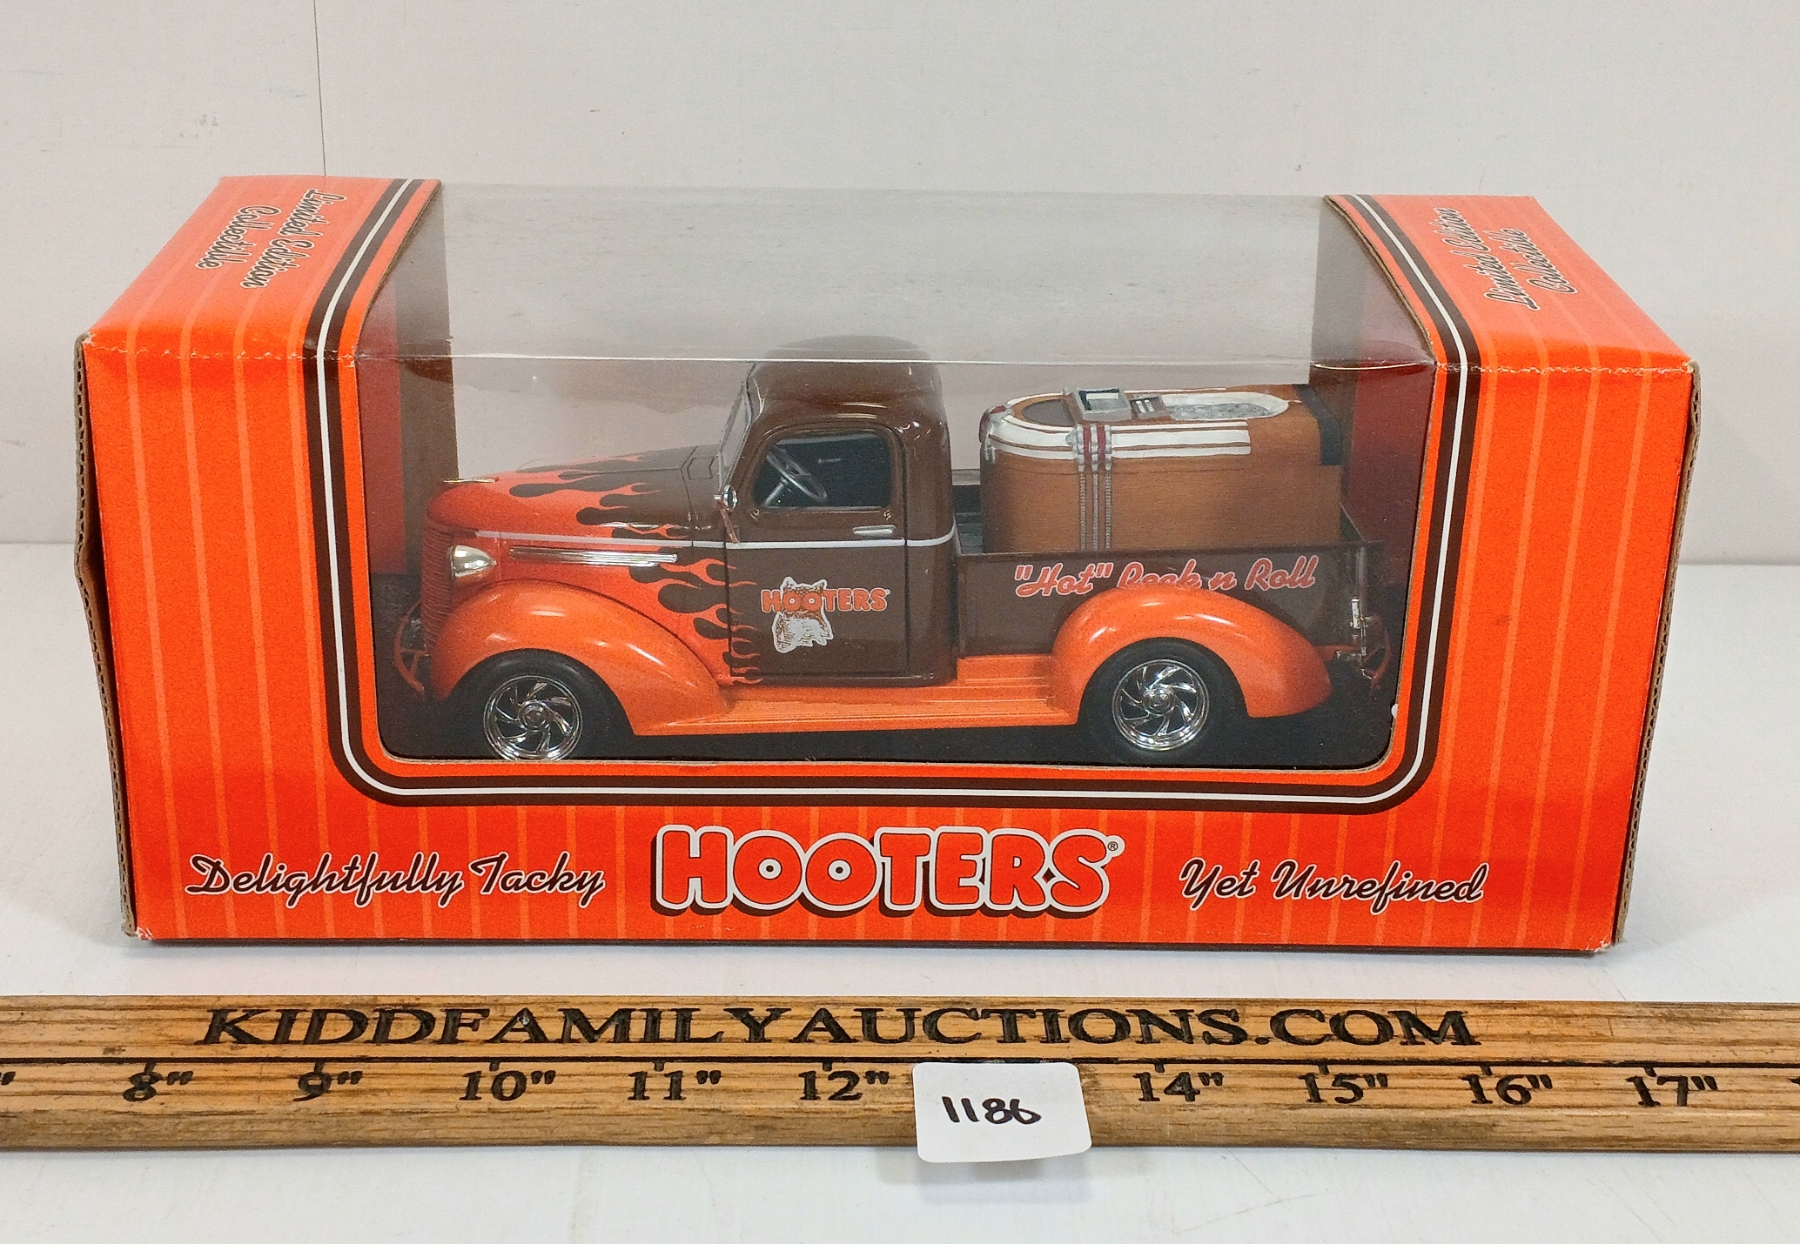 Limited Edition
Collectible
Limited Edition
Collectible
HOOTERS
"Hot" Rock n Roll
Delightfully Tacky
HOOTERS®
Yet Unrefined
KIDDFAMILYAUCTIONS.COM
8" 9" 10" 11" 12" 14" 15" 16" 17"
1186